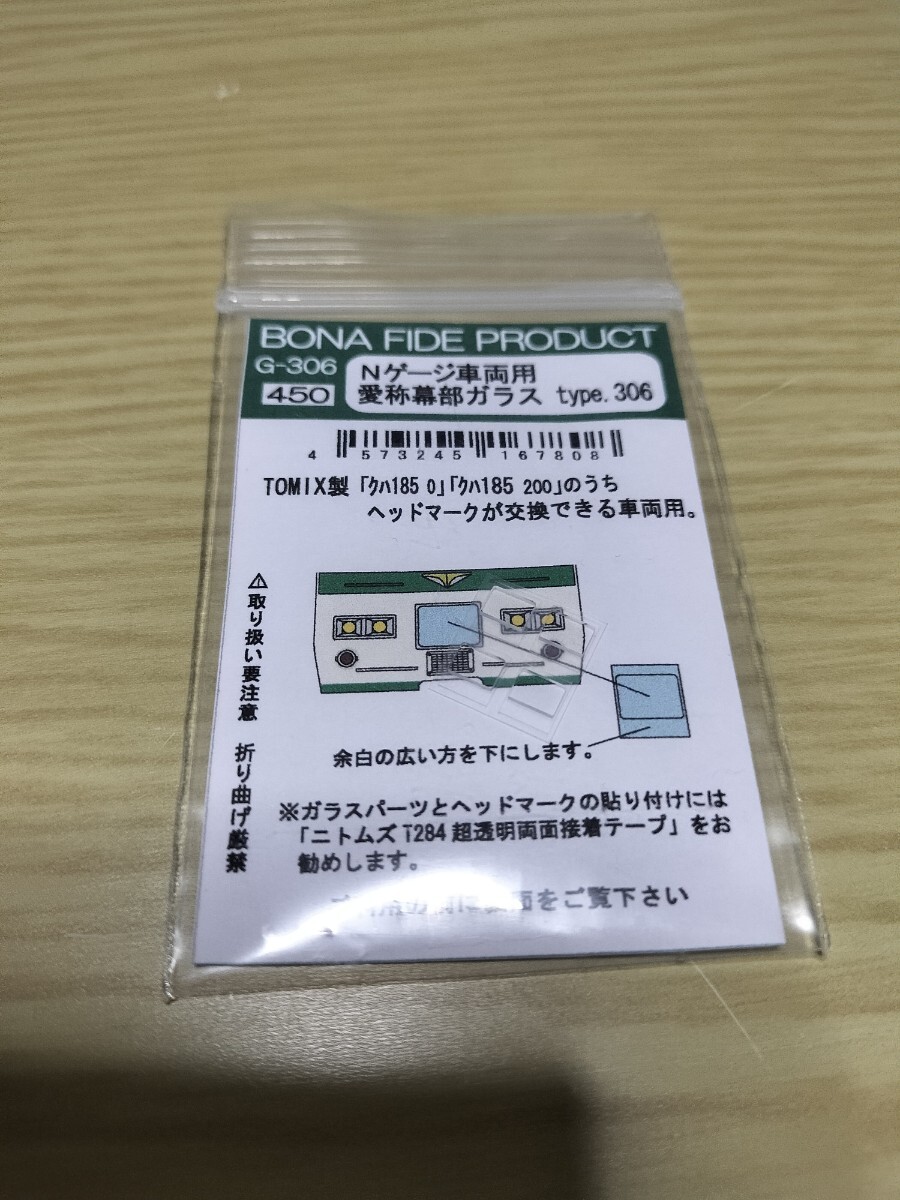 BONA FIDE PRODUCT
G-306
450
Nゲージ車両用
愛称幕部ガラス type.306
4 573245 167808
TOMIX製「ｸﾊ185 0」「ｸﾊ185 200」のうち
ヘッドマークが交換できる車両用。
⚠取り扱い要注意 折り曲げ厳禁
余白の広い方を下にします。
※ガラスパーツとヘッドマークの貼り付けには
「ニトムズ T284 超透明両面接着テープ」をお
勧めします。
面をご覧下さい